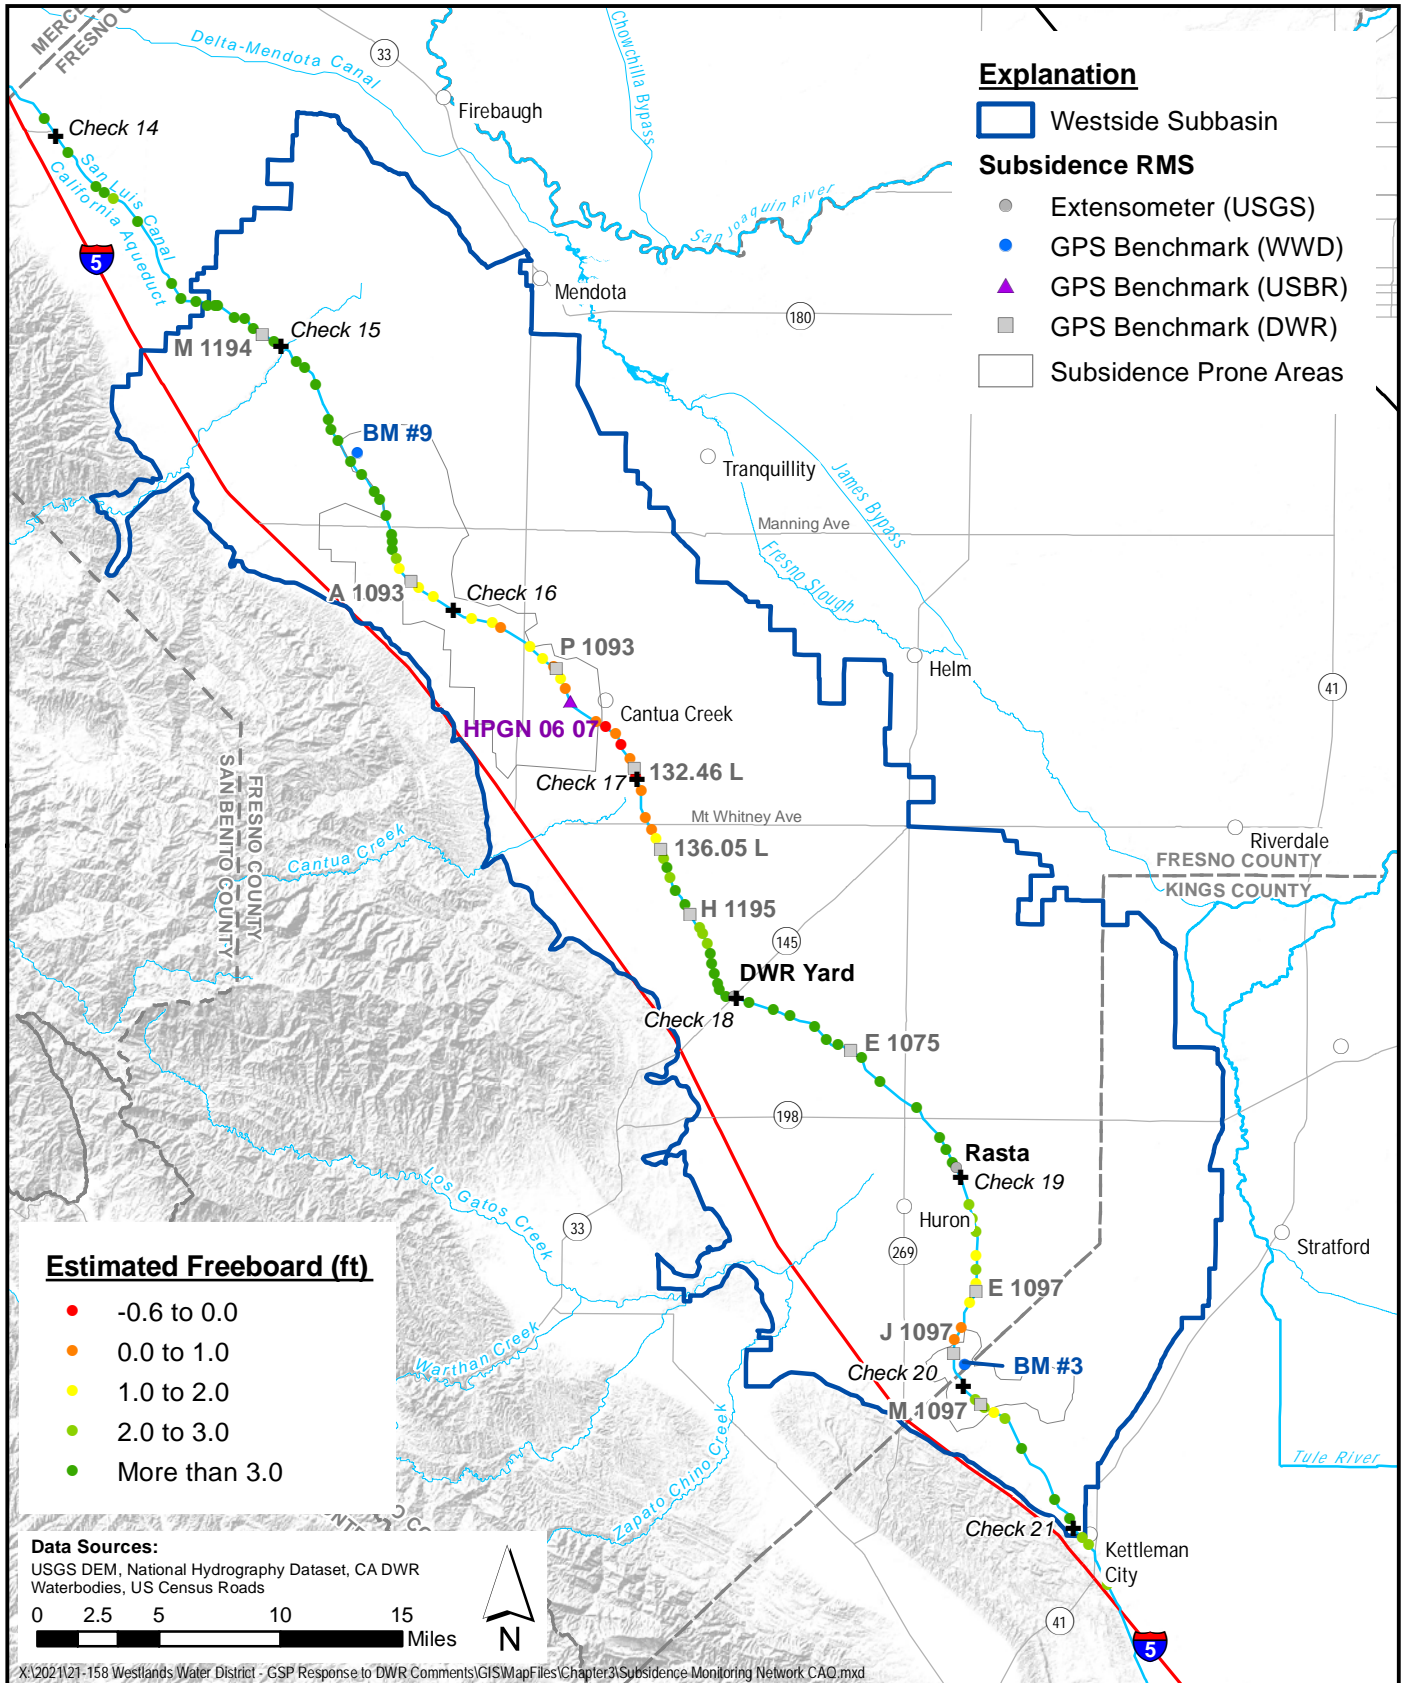 MERCE
FRESNO C
Delta-Mendota Canal
33
Chowchilla Bypass
Firebaugh
Check 14
San Luis Canal
California Aqueduct
5
San Joaquin River
Mendota
180
Explanation
Westside Subbasin
Subsidence RMS
Extensometer (USGS)
GPS Benchmark (WWD)
GPS Benchmark (USBR)
GPS Benchmark (DWR)
Subsidence Prone Areas
M 1194
Check 15
BM #9
Tranquillity
James Bypass
Manning Ave
Fresno Slough
A 1093
Check 16
P 1093
Helm
41
HPGN 06 07
Cantua Creek
Check 17
132.46 L
Mt Whitney Ave
136.05 L
Riverdale
FRESNO COUNTY
KINGS COUNTY
FRESNO COUNTY
SAN BENITO COUNTY
Cantua Creek
H 1195
145
DWR Yard
Check 18
E 1075
198
Rasta
Check 19
Los Gatos Creek
33
Huron
269
Stratford
E 1097
J 1097
Check 20
BM #3
M 1097
Warthan Creek
Zapato Chino Creek
Tule River
Check 21
Kettleman
City
41
5
Estimated Freeboard (ft)
-0.6 to 0.0
0.0 to 1.0
1.0 to 2.0
2.0 to 3.0
More than 3.0
Data Sources:
USGS DEM, National Hydrography Dataset, CA DWR
Waterbodies, US Census Roads
0 2.5 5 10 15
Miles
N
X:\2021\21-158 Westlands Water District - GSP Response to DWR Comments\GIS\MapFiles\Chapter3\Subsidence Monitoring Network CAQ.mxd